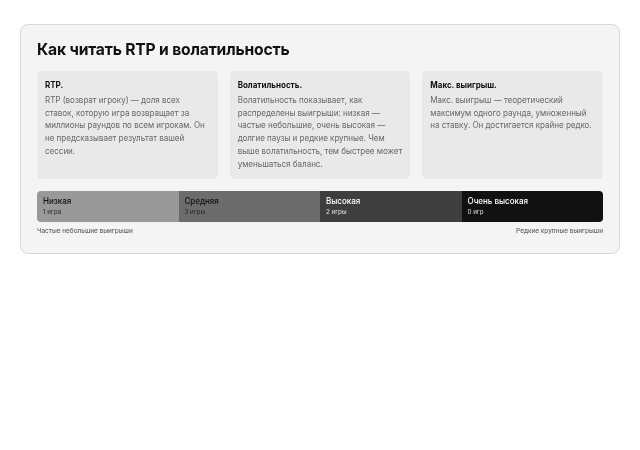 Как читать RTP и волатильность
RTP.
RTP (возврат игроку) — доля всех
ставок, которую игра возвращает за
миллионы раундов по всем игрокам. Он
не предсказывает результат вашей
сессии.
Волатильность.
Волатильность показывает, как
распределены выигрыши: низкая —
частые небольшие, очень высокая —
долгие паузы и редкие крупные. Чем
выше волатильность, тем быстрее может
уменьшаться баланс.
Макс. выигрыш.
Макс. выигрыш — теоретический
максимум одного раунда, умноженный
на ставку. Он достигается крайне редко.
Низкая
1 игра
Средняя
3 игры
Высокая
2 игры
Очень высокая
0 игр
Частые небольшие выигрыши
Редкие крупные выигрыши